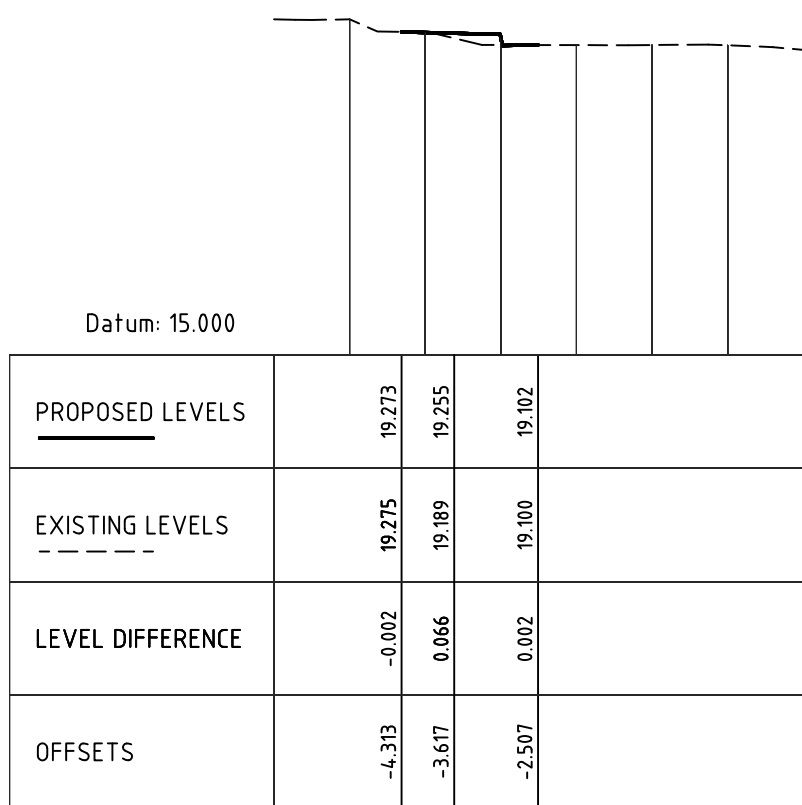 Datum: 15.000
PROPOSED LEVELS
19.273
19.255
19.102
EXISTING LEVELS
19.275
19.189
19.100
LEVEL DIFFERENCE
-0.002
0.066
0.002
OFFSETS
-4.313
-3.617
-2.507